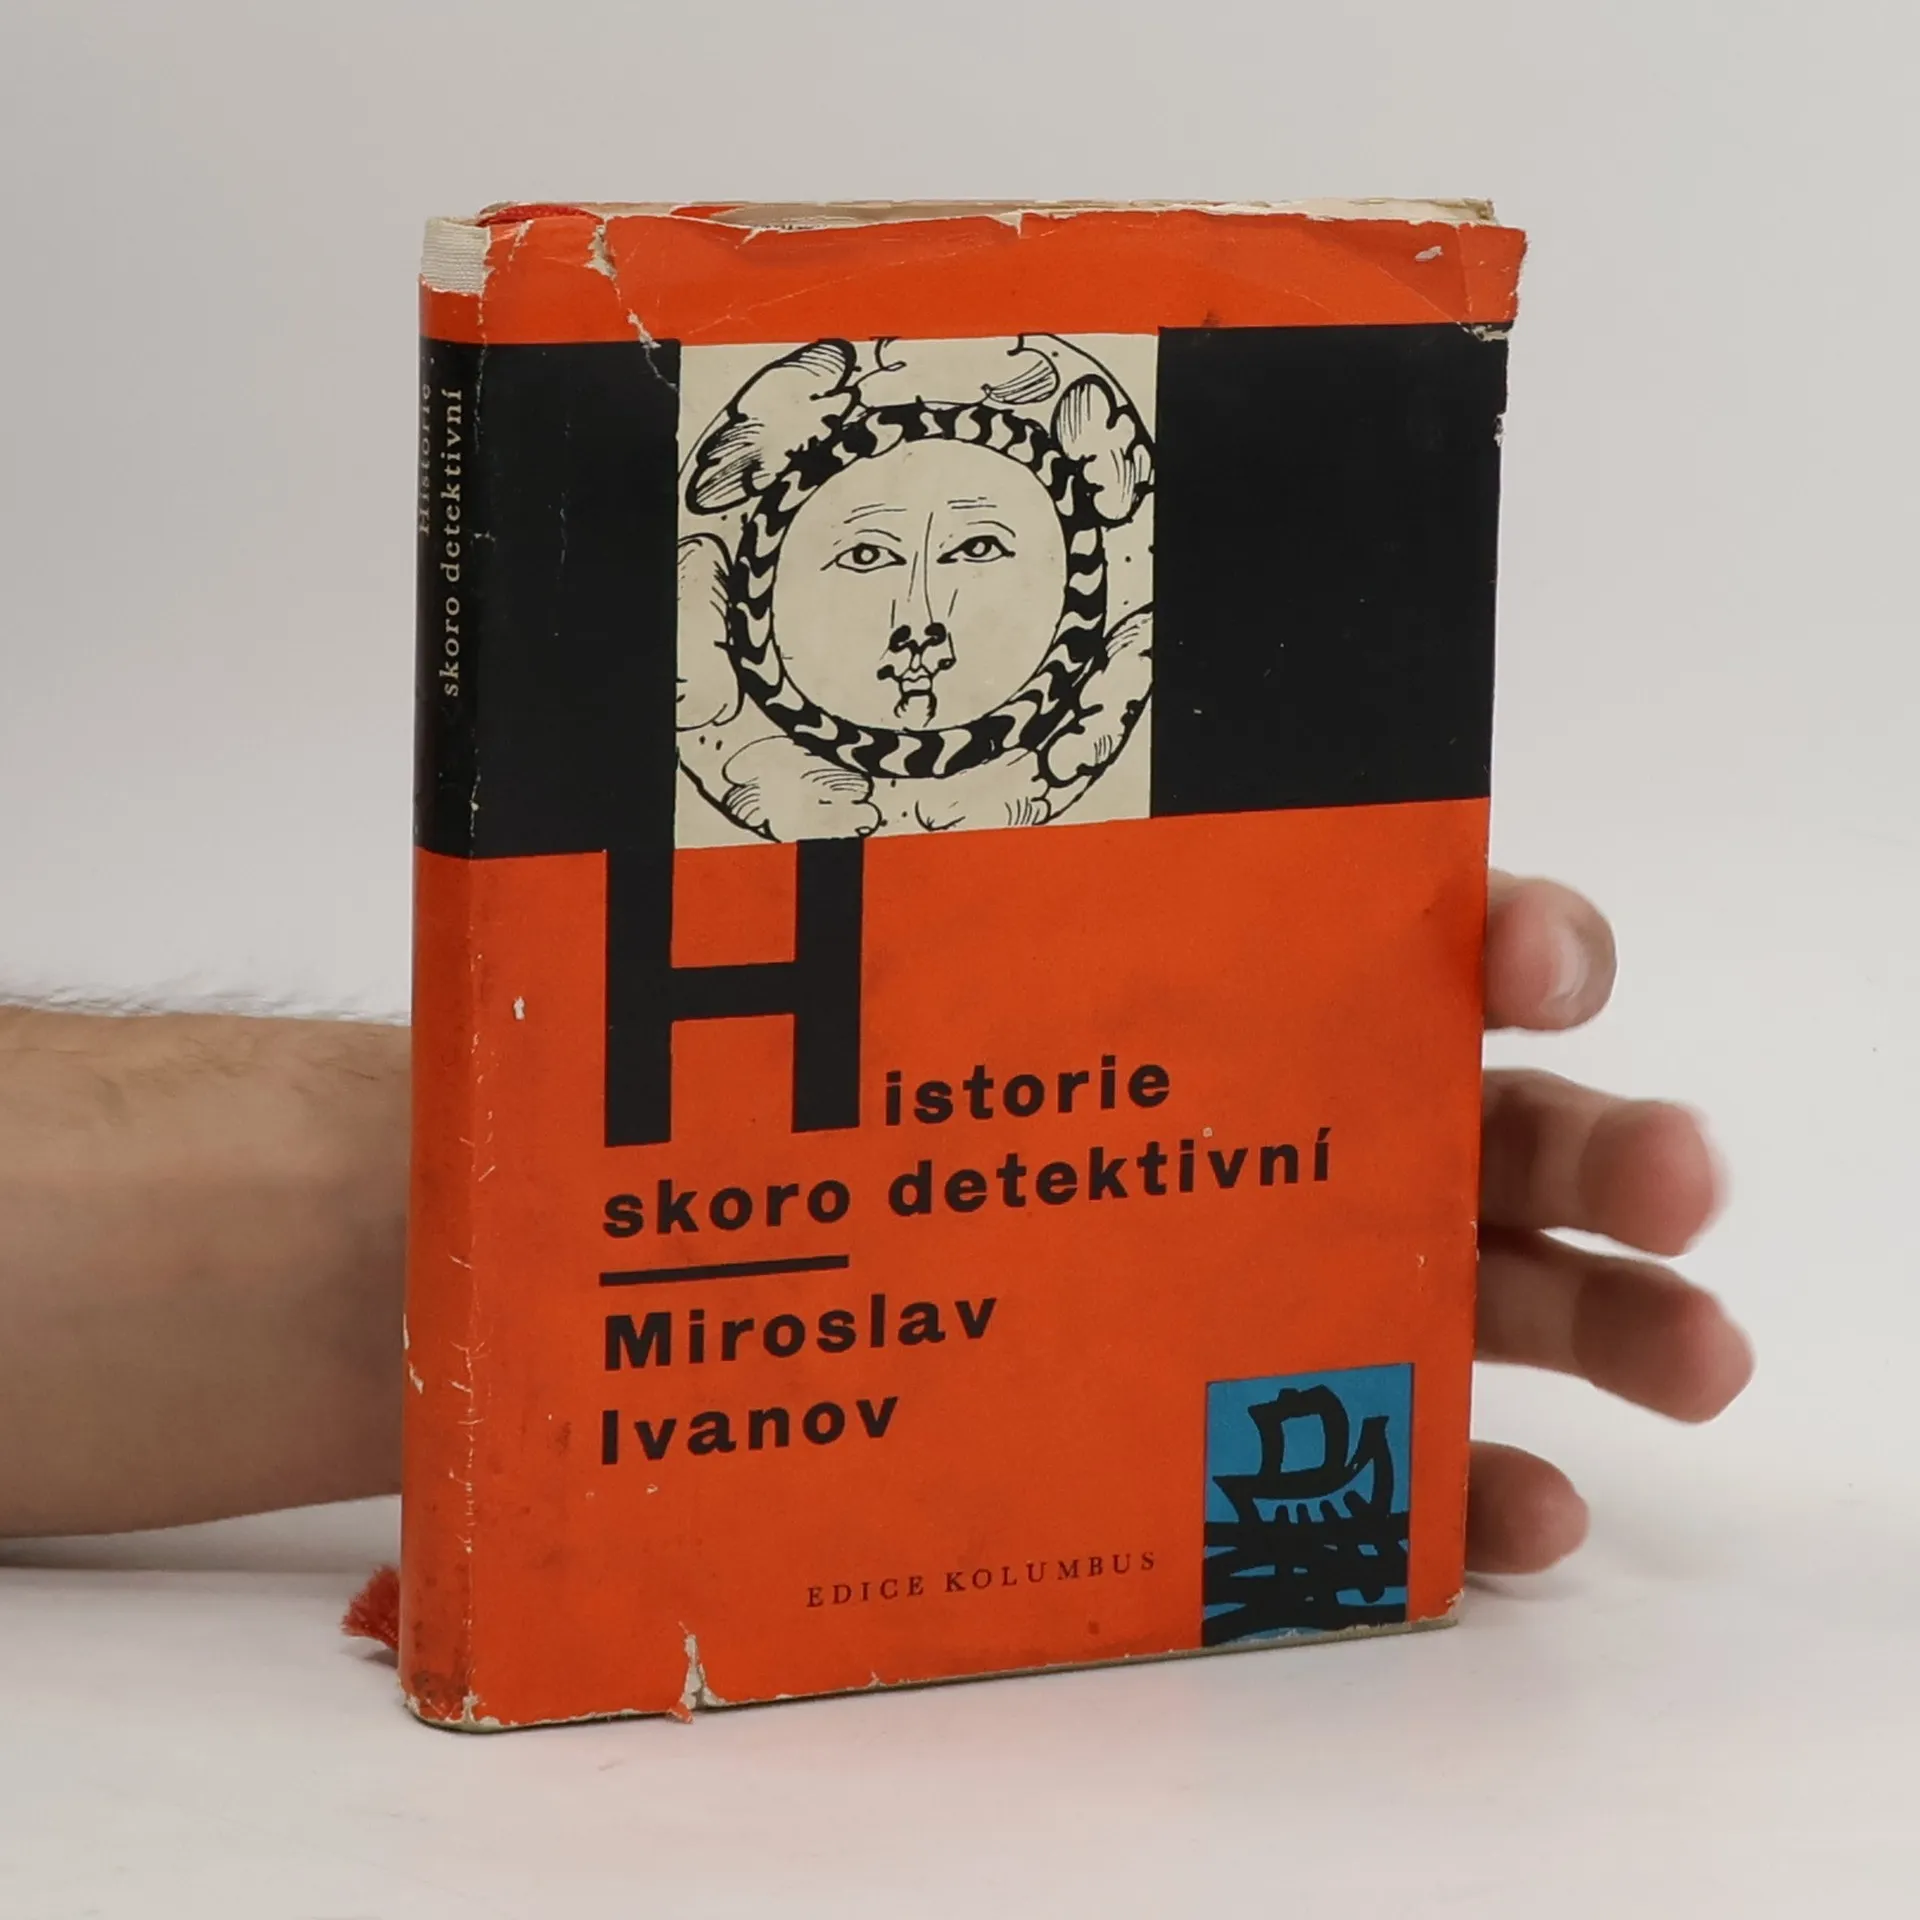 Historie
skoro detektivní
Historie
skoro detektivní
Miroslav
Ivanov
EDICE KOLUMBUS